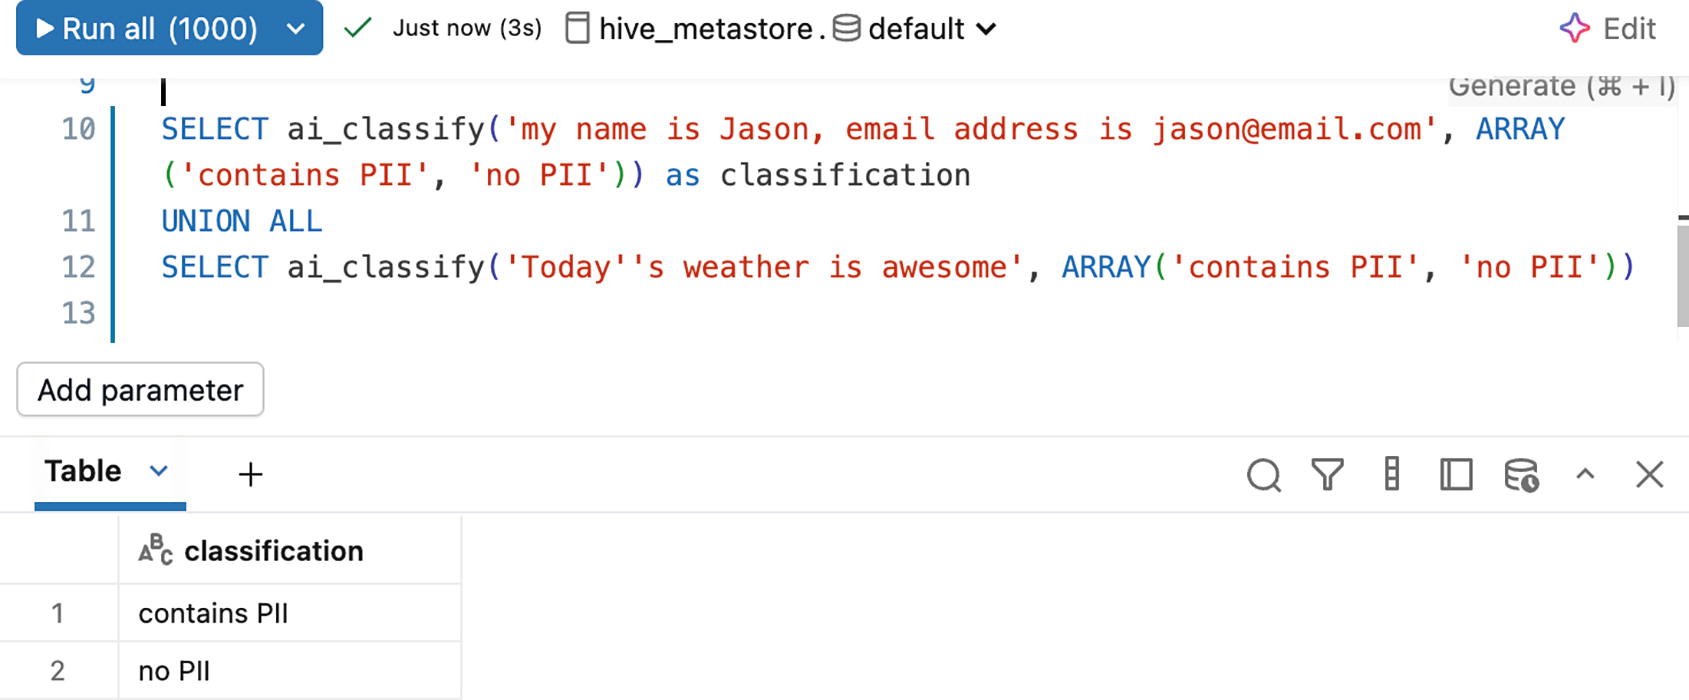 Run all (1000) Just now (3s) hive_metastore . default Edit
9 Generate (⌘ + I)
10 SELECT ai_classify('my name is Jason, email address is jason@email.com', ARRAY
('contains PII', 'no PII')) as classification
11 UNION ALL
12 SELECT ai_classify('Today''s weather is awesome', ARRAY('contains PII', 'no PII'))
13
Add parameter
Table +
ABC classification
1 contains PII
2 no PII